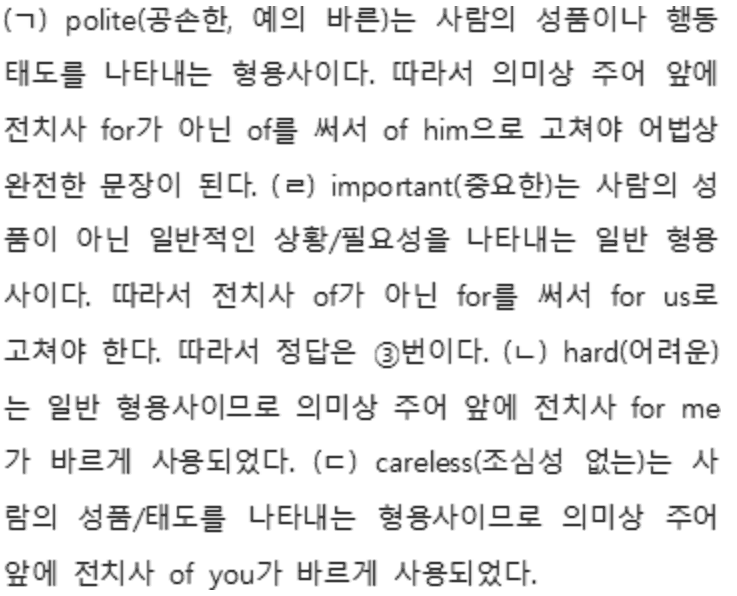 (ㄱ) polite(공손한, 예의 바른)는 사람의 성품이나 행동
태도를 나타내는 형용사이다. 따라서 의미상 주어 앞에
전치사 for가 아닌 of를 써서 of him으로 고쳐야 어법상
완전한 문장이 된다. (ㄹ) important(중요한)는 사람의 성
품이 아닌 일반적인 상황/필요성을 나타내는 일반 형용
사이다. 따라서 전치사 of가 아닌 for를 써서 for us로
고쳐야 한다. 따라서 정답은 ③번이다. (ㄴ) hard(어려운)
는 일반 형용사이므로 의미상 주어 앞에 전치사 for me
가 바르게 사용되었다. (ㄷ) careless(조심성 없는)는 사
람의 성품/태도를 나타내는 형용사이므로 의미상 주어
앞에 전치사 of you가 바르게 사용되었다.